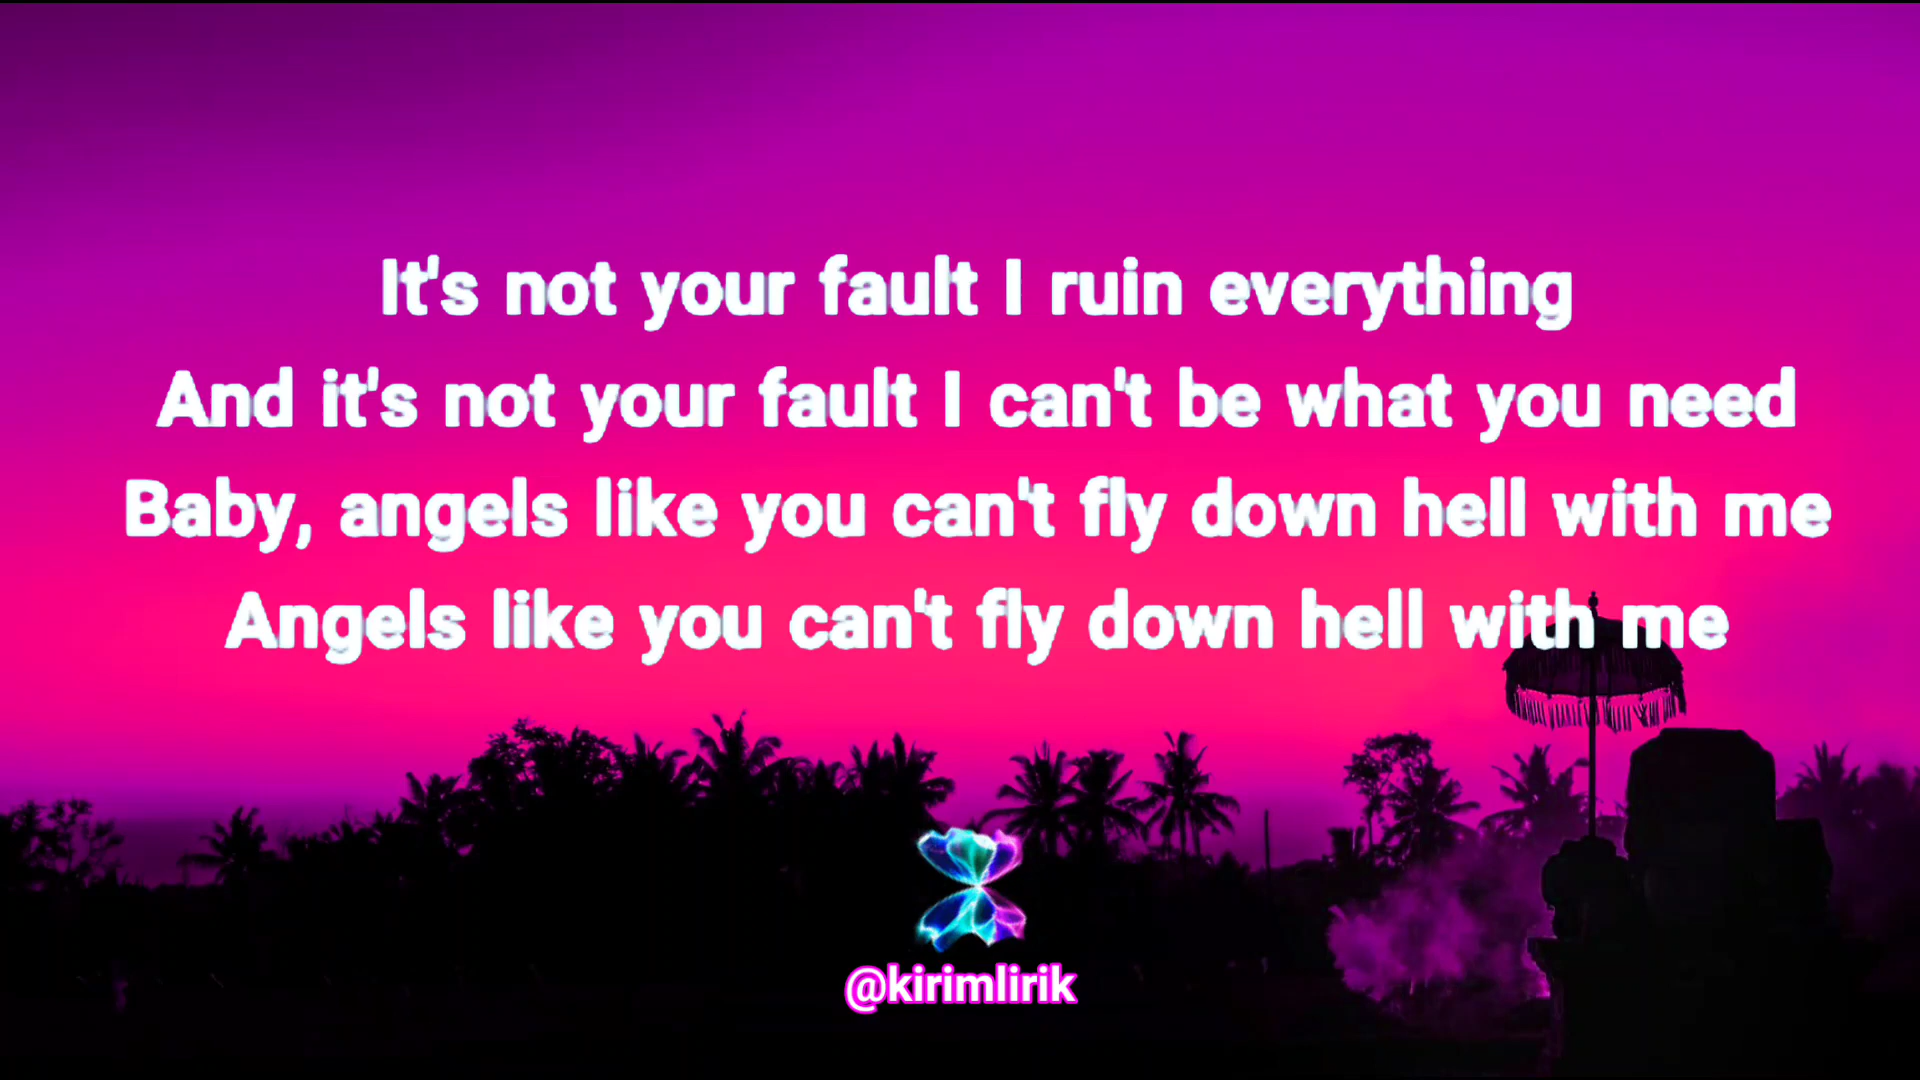 It's not your fault I ruin everything
And it's not your fault I can't be what you need
Baby, angels like you can't fly down hell with me
Angels like you can't fly down hell with me
@kirimlirik